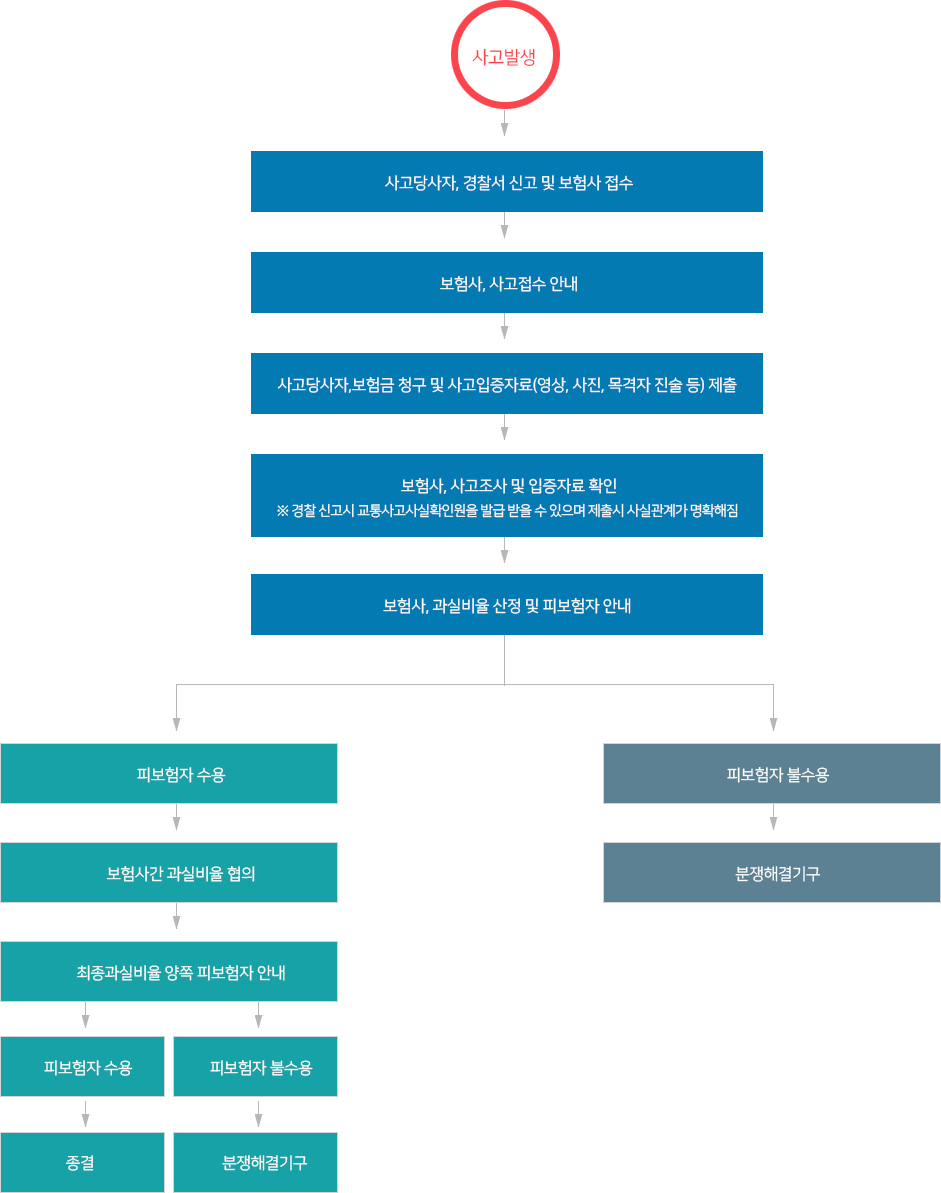 사고발생
사고당사자, 경찰서 신고 및 보험사 접수
보험사, 사고접수 안내
사고당사자,보험금 청구 및 사고입증자료(영상, 사진, 목격자 진술 등) 제출
보험사, 사고조사 및 입증자료 확인
※ 경찰 신고시 교통사고사실확인원을 발급 받을 수 있으며 제출시 사실관계가 명확해짐
보험사, 과실비율 산정 및 피보험자 안내
피보험자 수용
피보험자 불수용
보험사간 과실비율 협의
분쟁해결기구
최종과실비율 양쪽 피보험자 안내
피보험자 수용
피보험자 불수용
종결
분쟁해결기구